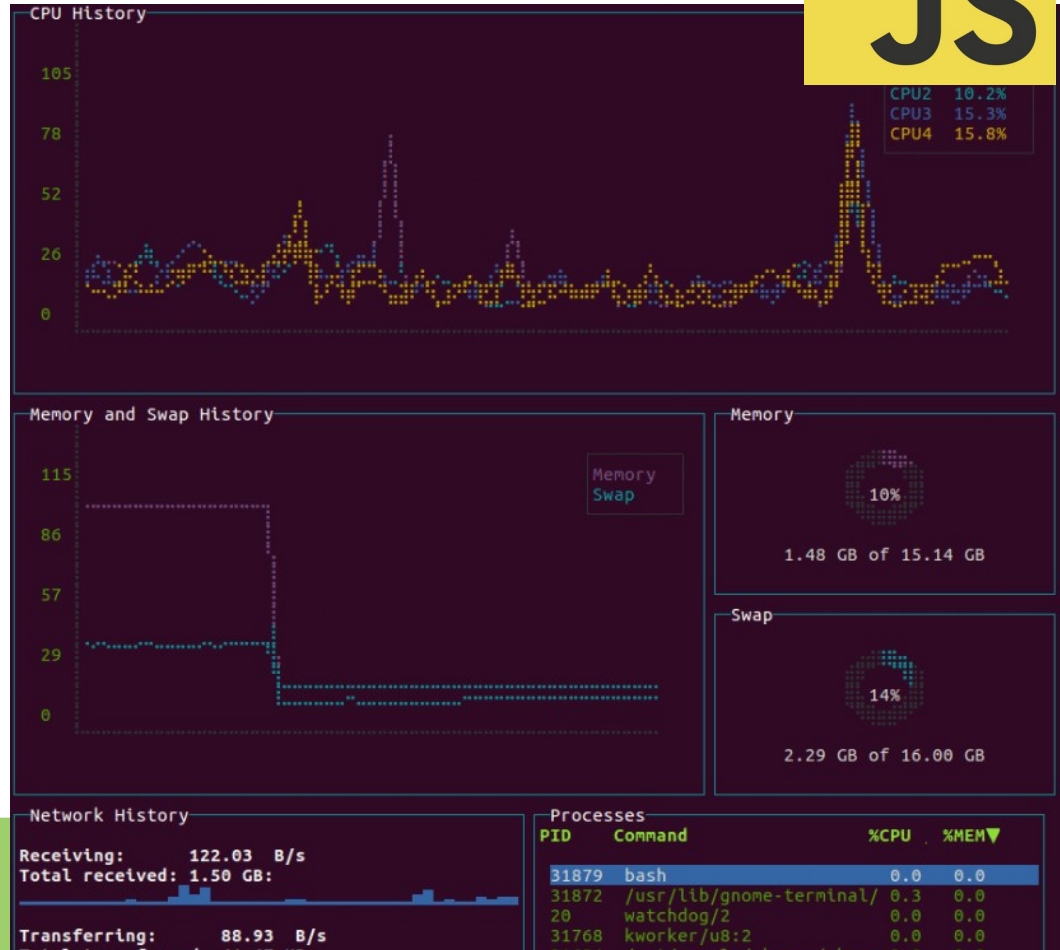 CPU History
JS
105
CPU2 10.2%
CPU3 15.3%
78
CPU4 15.8%
52
26
0
Memory and Swap History
Memory
115
Memory
Swap
10%
86
1.48 GB of 15.14 GB
57
Swap
29
14%
0
2.29 GB of 16.00 GB
Network History
Processes
PID Command %CPU %MEM▼
Receiving: 122.03 B/s
Total received: 1.50 GB:
31879 bash 0.0 0.0
31872 /usr/lib/gnome-terminal/ 0.3 0.0
20 watchdog/2 0.0 0.0
Transferring: 88.93 B/s
31768 kworker/u8:2 0.0 0.0